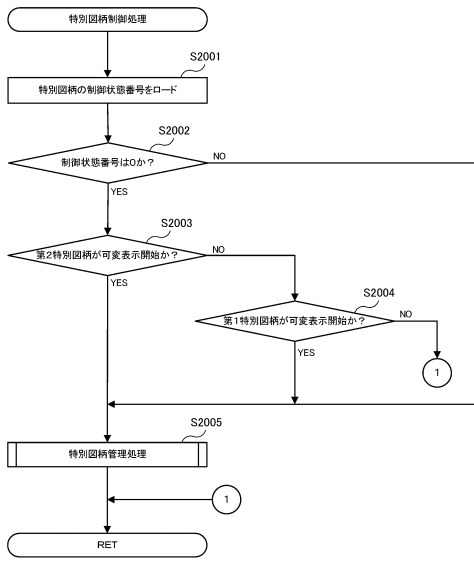 特別図柄制御処理
S2001
特別図柄の制御状態番号をロード
S2002
制御状態番号は0か?
NO
YES
S2003
第2特別図柄が可変表示開始か?
NO
YES
S2004
第1特別図柄が可変表示開始か?
NO
YES
1
S2005
特別図柄管理処理
1
RET